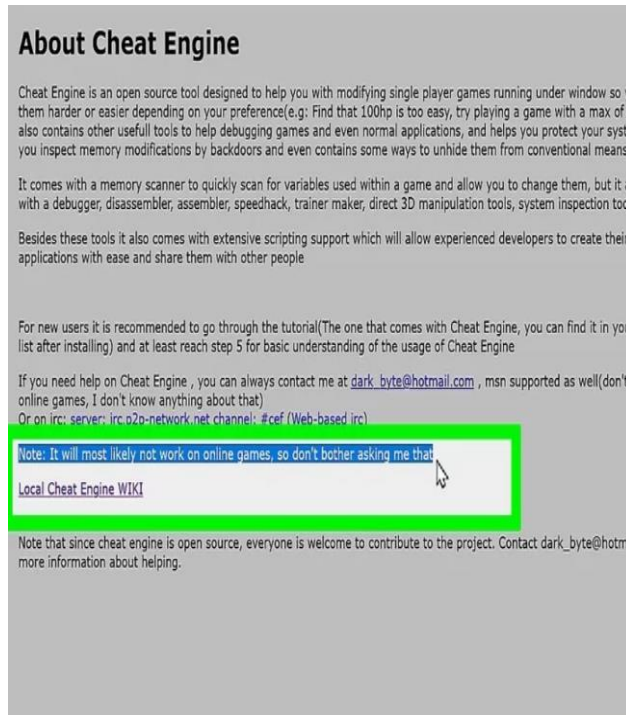 About Cheat Engine
Cheat Engine is an open source tool designed to help you with modifying single player games running under window so
them harder or easier depending on your preference(e.g: Find that 100hp is too easy, try playing a game with a max of
also contains other usefull tools to help debugging games and even normal applications, and helps you protect your syst
you inspect memory modifications by backdoors and even contains some ways to unhide them from conventional means
It comes with a memory scanner to quickly scan for variables used within a game and allow you to change them, but it
with a debugger, disassembler, assembler, speedhack, trainer maker, direct 3D manipulation tools, system inspection too
Besides these tools it also comes with extensive scripting support which will allow experienced developers to create their
applications with ease and share them with other people
For new users it is recommended to go through the tutorial(The one that comes with Cheat Engine, you can find it in you
list after installing) and at least reach step 5 for basic understanding of the usage of Cheat Engine
If you need help on Cheat Engine , you can always contact me at dark_byte@hotmail.com , msn supported as well(don't
online games, I don't know anything about that)
Or on irc: server: irc.p2p-network.net channel: #cef (Web-based irc)
Note: It will most likely not work on online games, so don't bother asking me that
Local Cheat Engine WIKI
Note that since cheat engine is open source, everyone is welcome to contribute to the project. Contact dark_byte@hotm
more information about helping.